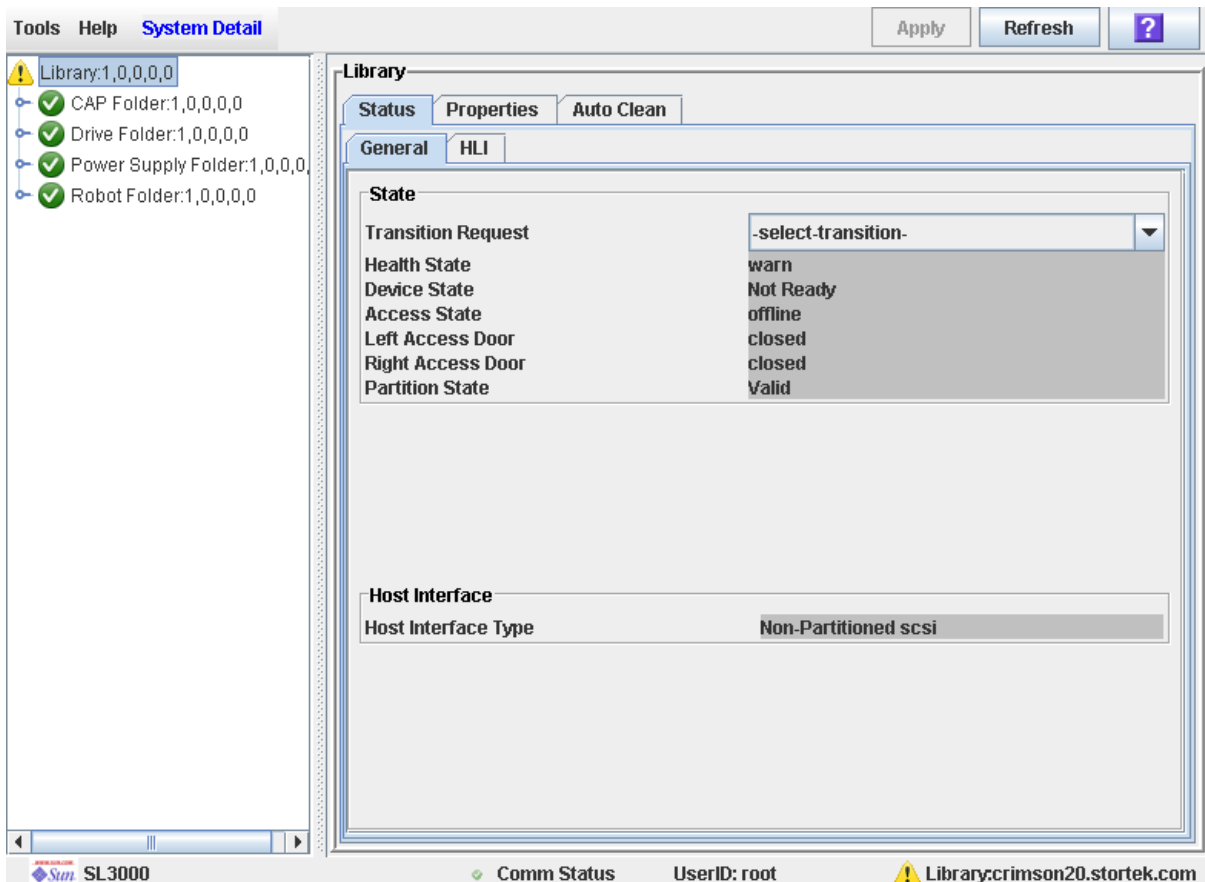 Tools Help System Detail
Apply Refresh ?
Library:1,0,0,0,0
CAP Folder:1,0,0,0,0
Drive Folder:1,0,0,0,0
Power Supply Folder:1,0,0,0,
Robot Folder:1,0,0,0,0
Library
Status Properties Auto Clean
General HLI
State
Transition Request -select-transition-
Health State warn
Device State Not Ready
Access State offline
Left Access Door closed
Right Access Door closed
Partition State Valid
Host Interface
Host Interface Type Non-Partitioned scsi
Sun SL3000 Comm Status UserID: root Library:crimson20.stortek.com